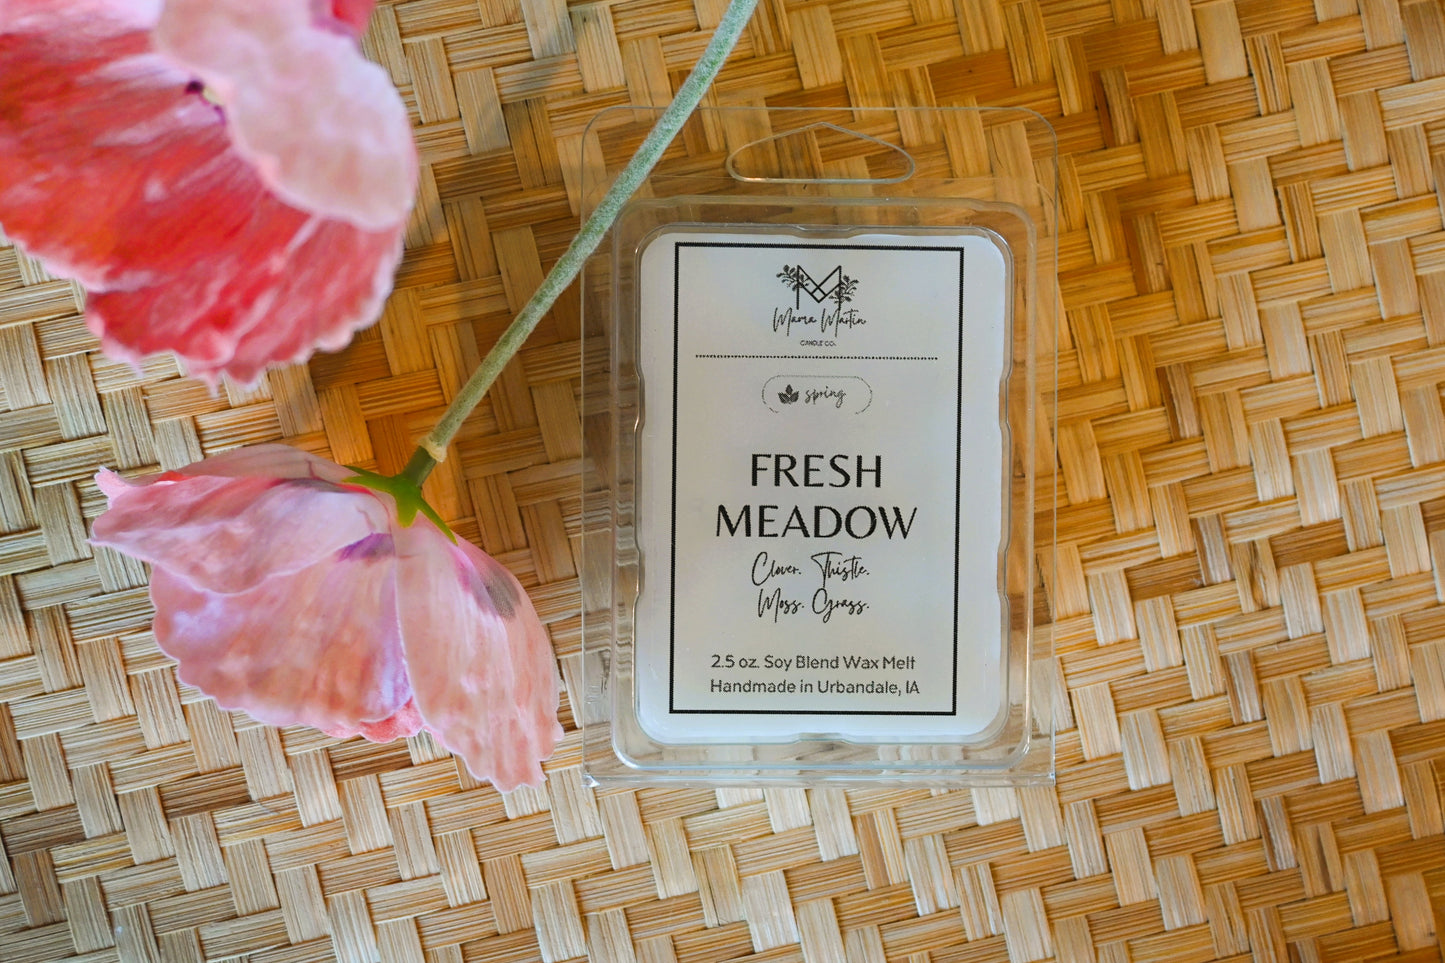 Maria Martin
CANDLE CO.
spring
FRESH
MEADOW
Clover. Thistle.
Moss. Grass.
2.5 oz. Soy Blend Wax Melt
Handmade in Urbandale, IA